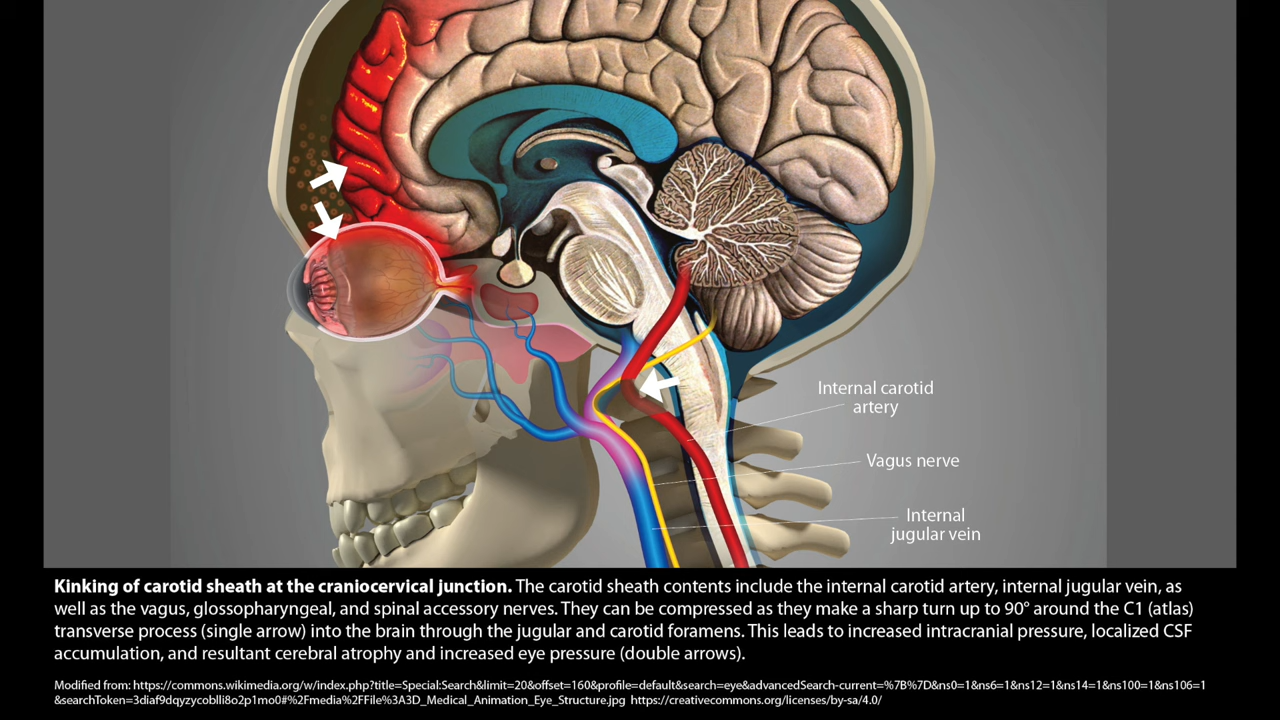 Internal carotid
artery
Vagus nerve
Internal
jugular vein
Kinking of carotid sheath at the craniocervical junction. The carotid sheath contents include the internal carotid artery, internal jugular vein, as
well as the vagus, glossopharyngeal, and spinal accessory nerves. They can be compressed as they make a sharp turn up to 90° around the C1 (atlas)
transverse process (single arrow) into the brain through the jugular and carotid foramens. This leads to increased intracranial pressure, localized CSF
accumulation, and resultant cerebral atrophy and increased eye pressure (double arrows).
Modified from: https://commons.wikimedia.org/w/index.php?title=Special:Search&limit=20&offset=160&profile=default&search=eye&advancedSearch-current=%7B%7D&ns0=1&ns6=1&ns12=1&ns14=1&ns100=1&ns106=1
&searchToken=3diaf9dqyzycoblli8o2p1mo0#%2Fmedia%2FFile%3A3D_Medical_Animation_Eye_Structure.jpg https://creativecommons.org/licenses/by-sa/4.0/